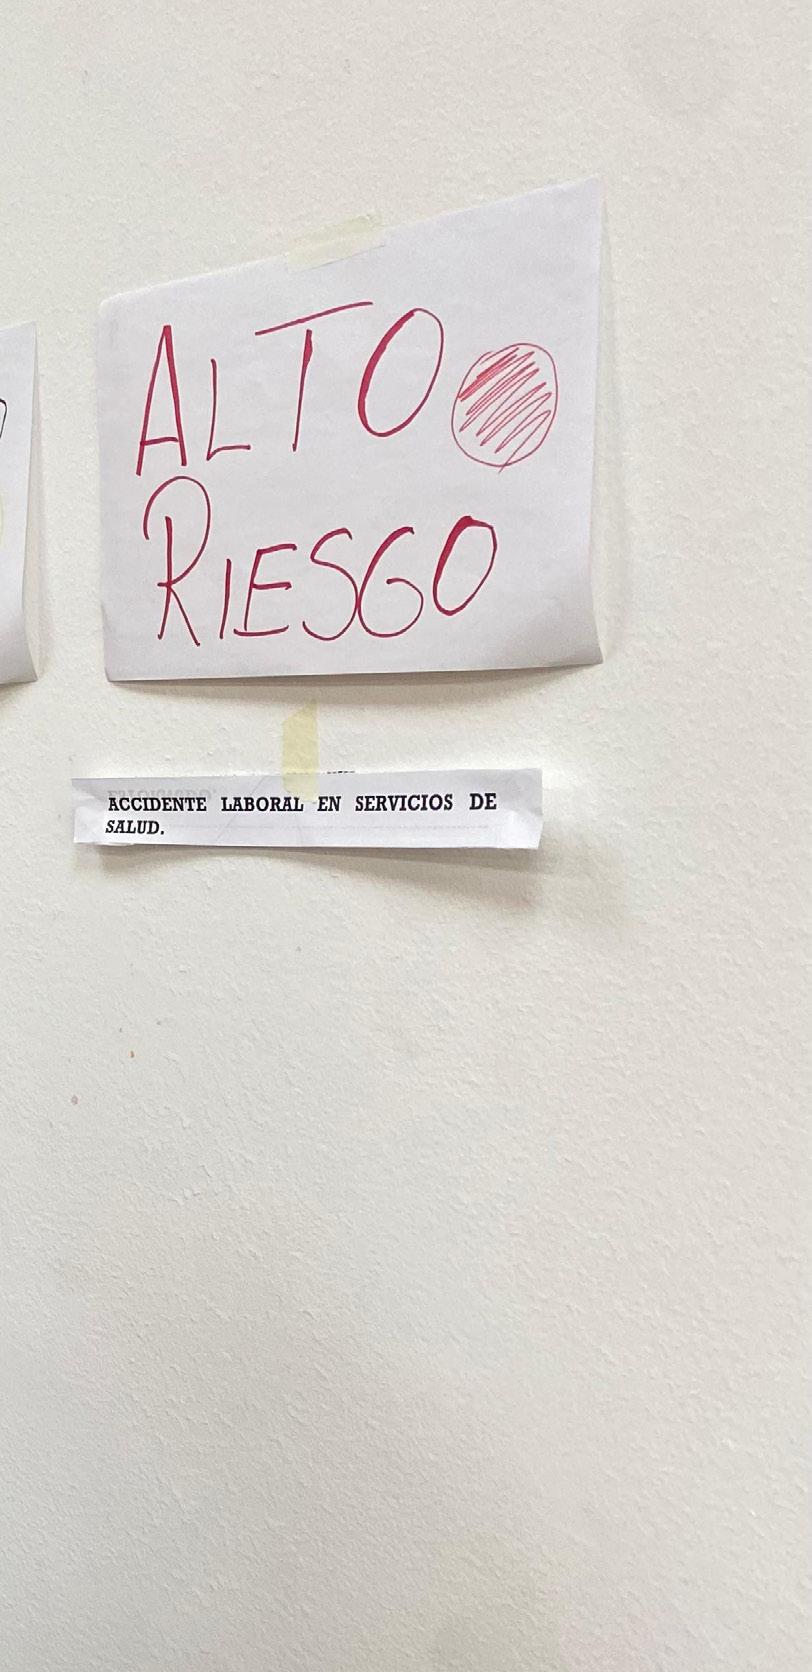 ALTO
RIESGO
ACCIDENTE LABORAL EN SERVICIOS DE
SALUD.